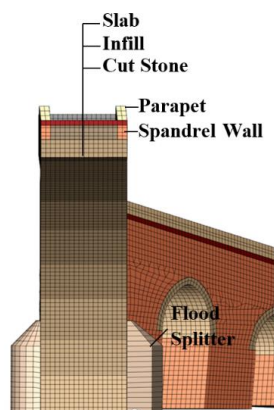 Slab
Infill
Cut Stone
Parapet
Spandrel Wall
Flood
Splitter